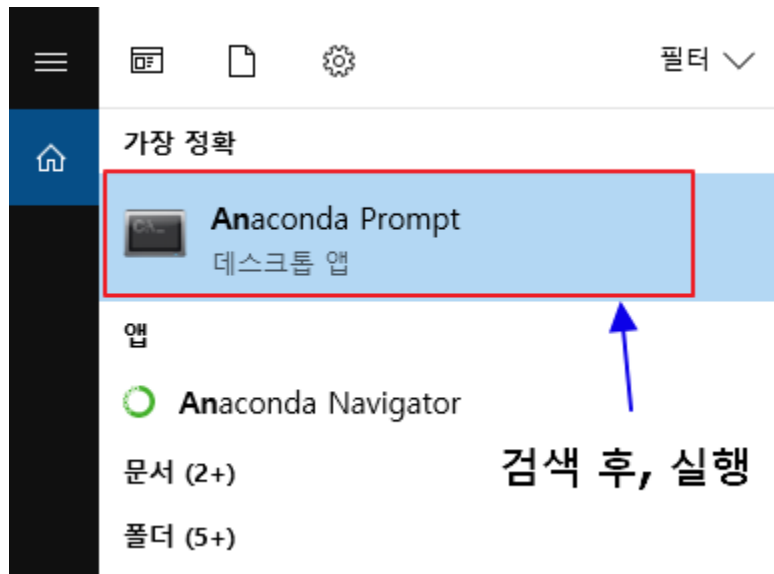 필터
가장 정확
Anaconda Prompt
데스크톱 앱
앱
Anaconda Navigator
검색 후, 실행
문서 (2+)
폴더 (5+)